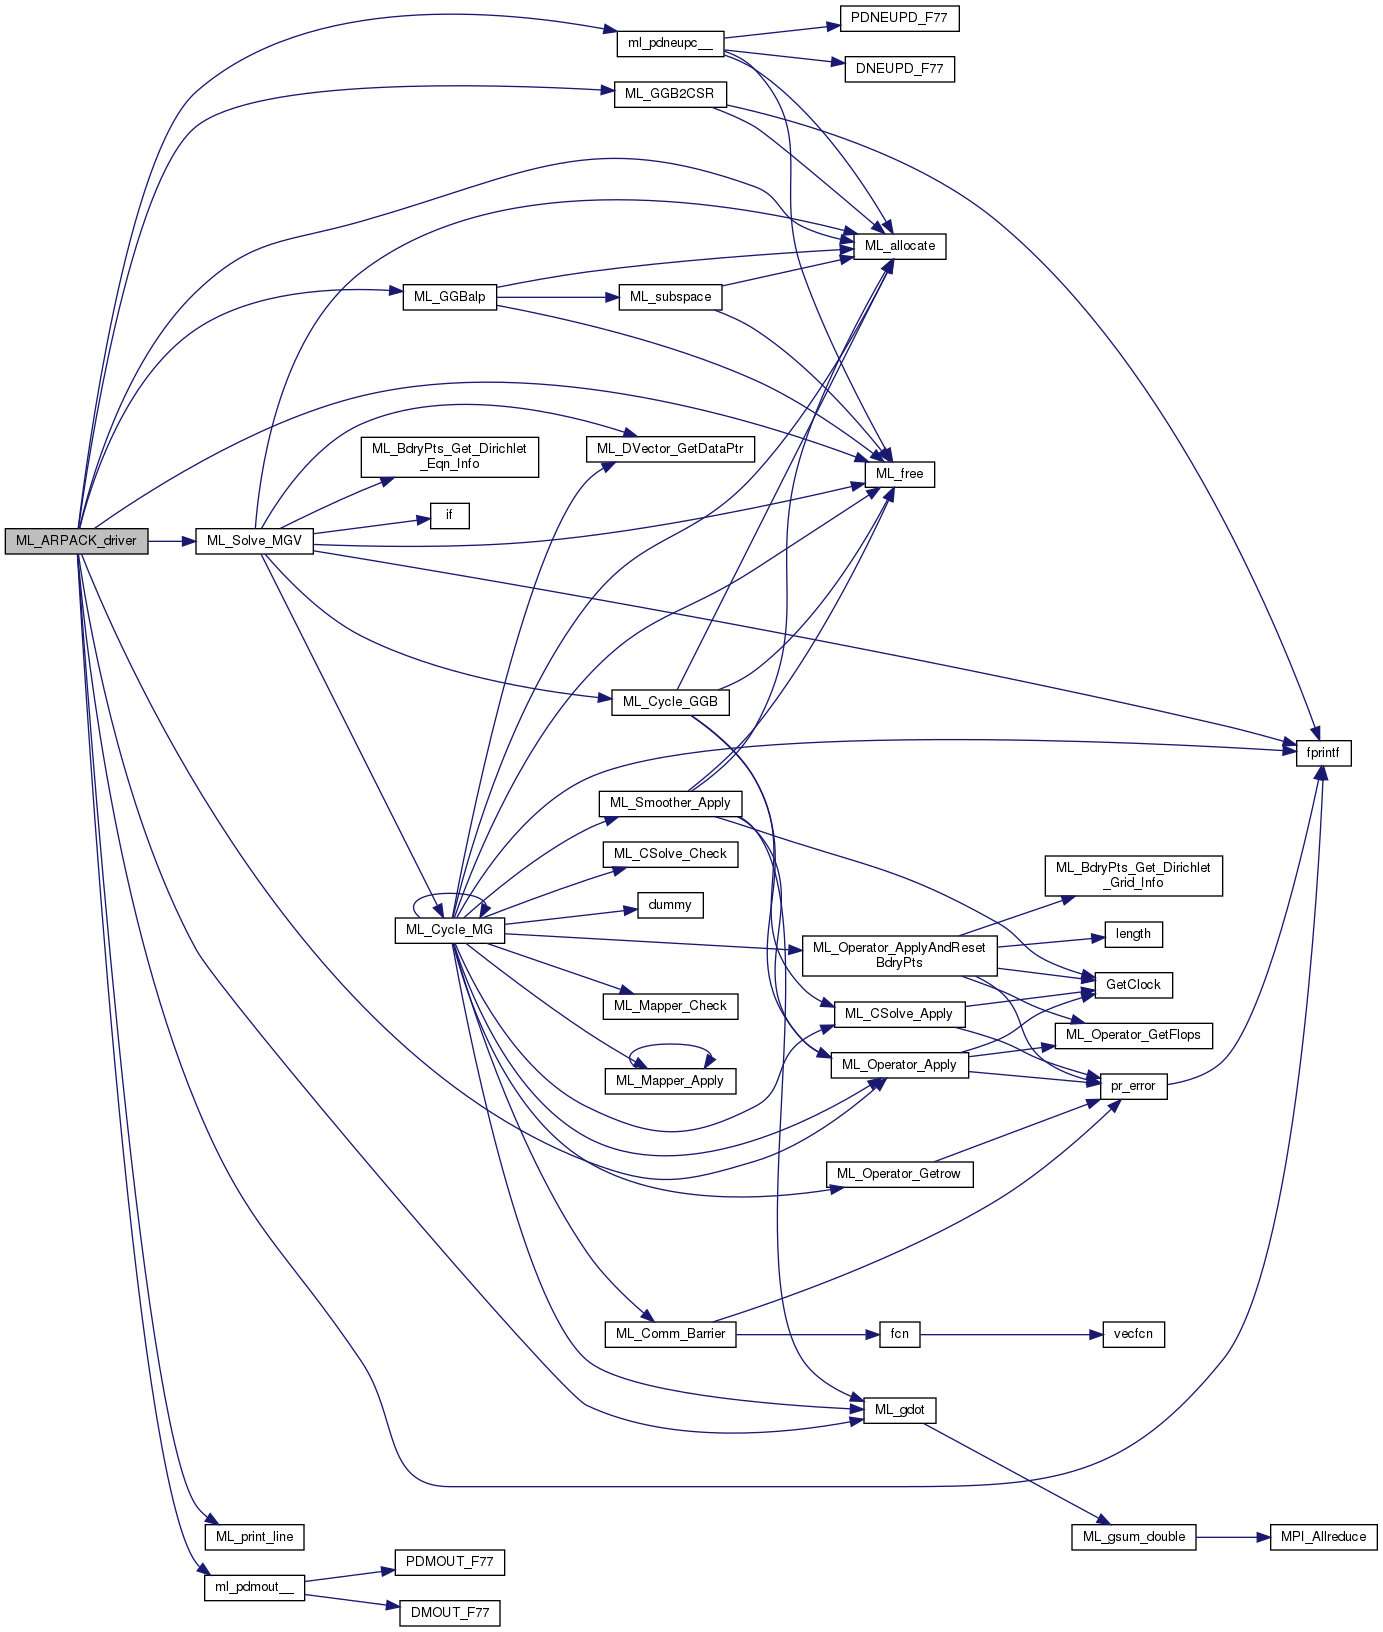 PDNEUPD_F77
ml_pdneupc__
DNEUPD_F77
ML_GGB2CSR
ML_allocate
ML_GGBalp
ML_subspace
ML_DVector_GetDataPtr
ML_BdryPts_Get_Dirichlet
_Eqn_Info
ML_free
if
ML_ARPACK_driver
ML_Solve_MGV
ML_Cycle_GGB
fprintf
ML_Smoother_Apply
ML_CSolve_Check
ML_BdryPts_Get_Dirichlet
_Grid_Info
dummy
ML_Cycle_MG
length
ML_Operator_ApplyAndReset
BdryPts
GetClock
ML_Mapper_Check
ML_CSolve_Apply
ML_Operator_GetFlops
ML_Operator_Apply
ML_Mapper_Apply
pr_error
ML_Operator_Getrow
ML_Comm_Barrier
fcn
vecfcn
ML_gdot
ML_print_line
ML_gsum_double
MPI_Allreduce
PDMOUT_F77
ml_pdmout__
DMOUT_F77